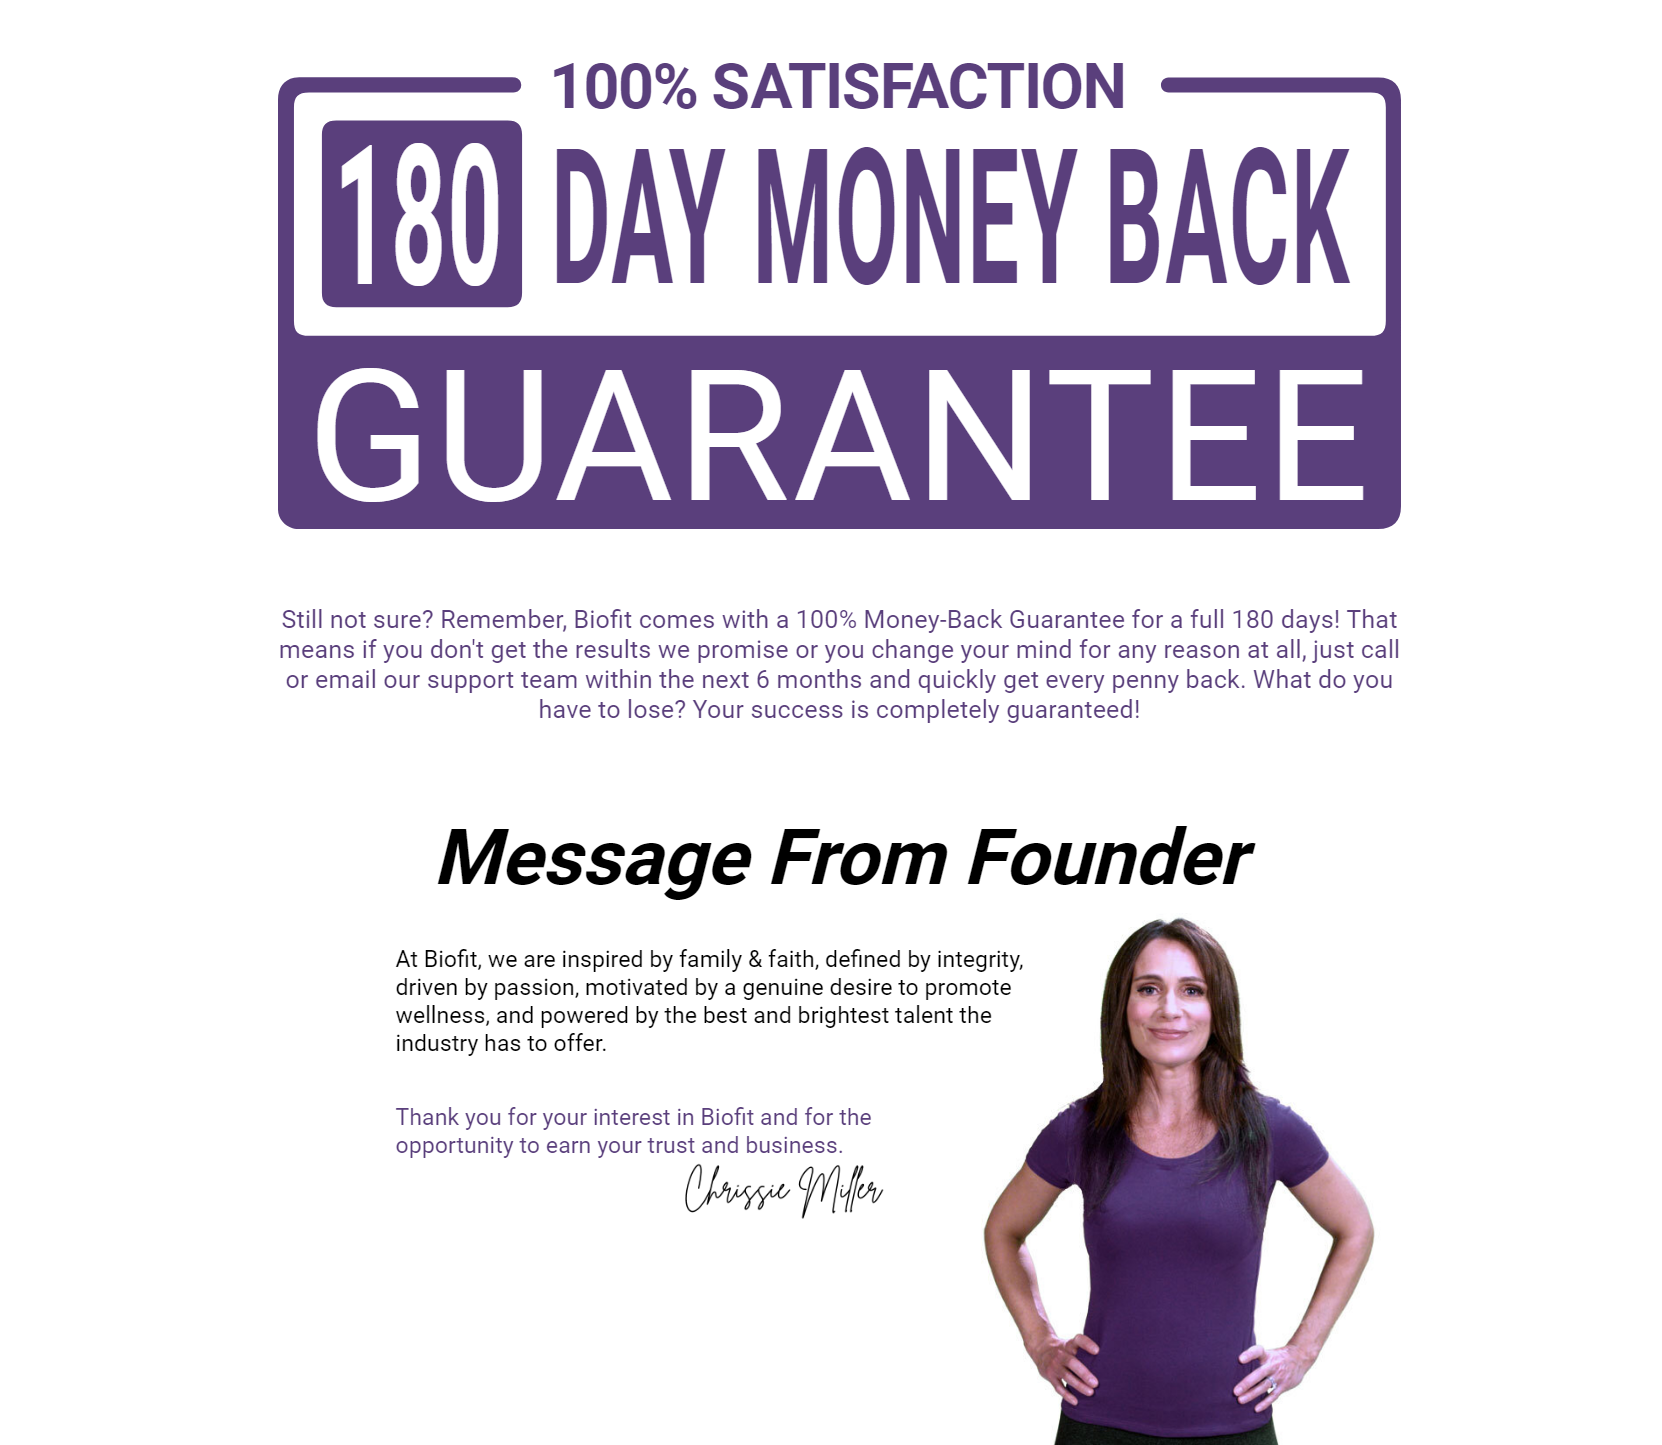 100% SATISFACTION
180 DAY MONEY BACK
GUARANTEE
Still not sure? Remember, Biofit comes with a 100% Money-Back Guarantee for a full 180 days! That
means if you don't get the results we promise or you change your mind for any reason at all, just call
or email our support team within the next 6 months and quickly get every penny back. What do you
have to lose? Your success is completely guaranteed!
Message From Founder
At Biofit, we are inspired by family & faith, defined by integrity,
driven by passion, motivated by a genuine desire to promote
wellness, and powered by the best and brightest talent the
industry has to offer.
Thank you for your interest in Biofit and for the
opportunity to earn your trust and business.
Chrissie Miller